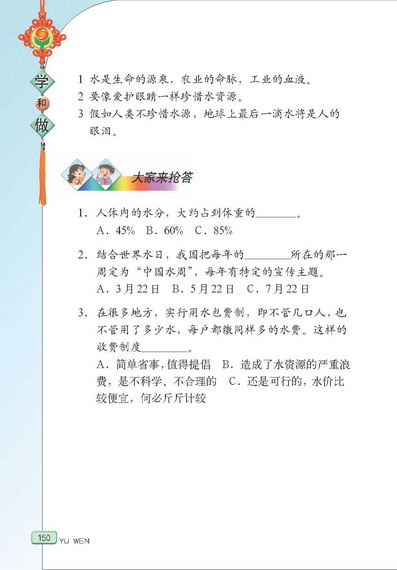 学
和
做
1 水是生命的源泉，农业的命脉，工业的血液。
2 要像爱护眼睛一样珍惜水资源。
3 假如人类不珍惜水源，地球上最后一滴水将是人的
眼泪。
大家来抢答
1．人体内的水分，大约占到体重的_______。
A．45% B．60% C．85%
2．结合世界水日，我国把每年的________所在的那一
周定为“中国水周”，每年有特定的宣传主题。
A．3月22日 B．5月22日 C．7月22日
3．在很多地方，实行用水包费制，即不管几口人，也
不管用了多少水，每户都缴同样多的水费。这样的
收费制度________。
A．简单省事，值得提倡 B．造成了水资源的严重浪
费，是不科学、不合理的 C．还是可行的，水价比
较便宜，何必斤斤计较
150 YU WEN